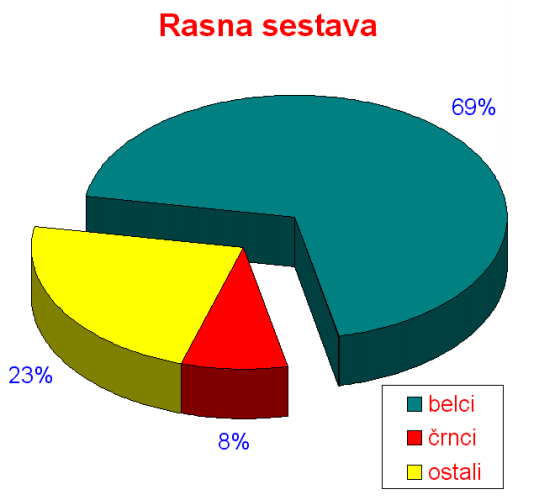 Rasna sestava
69%
23%
8%
belci
črnci
ostali